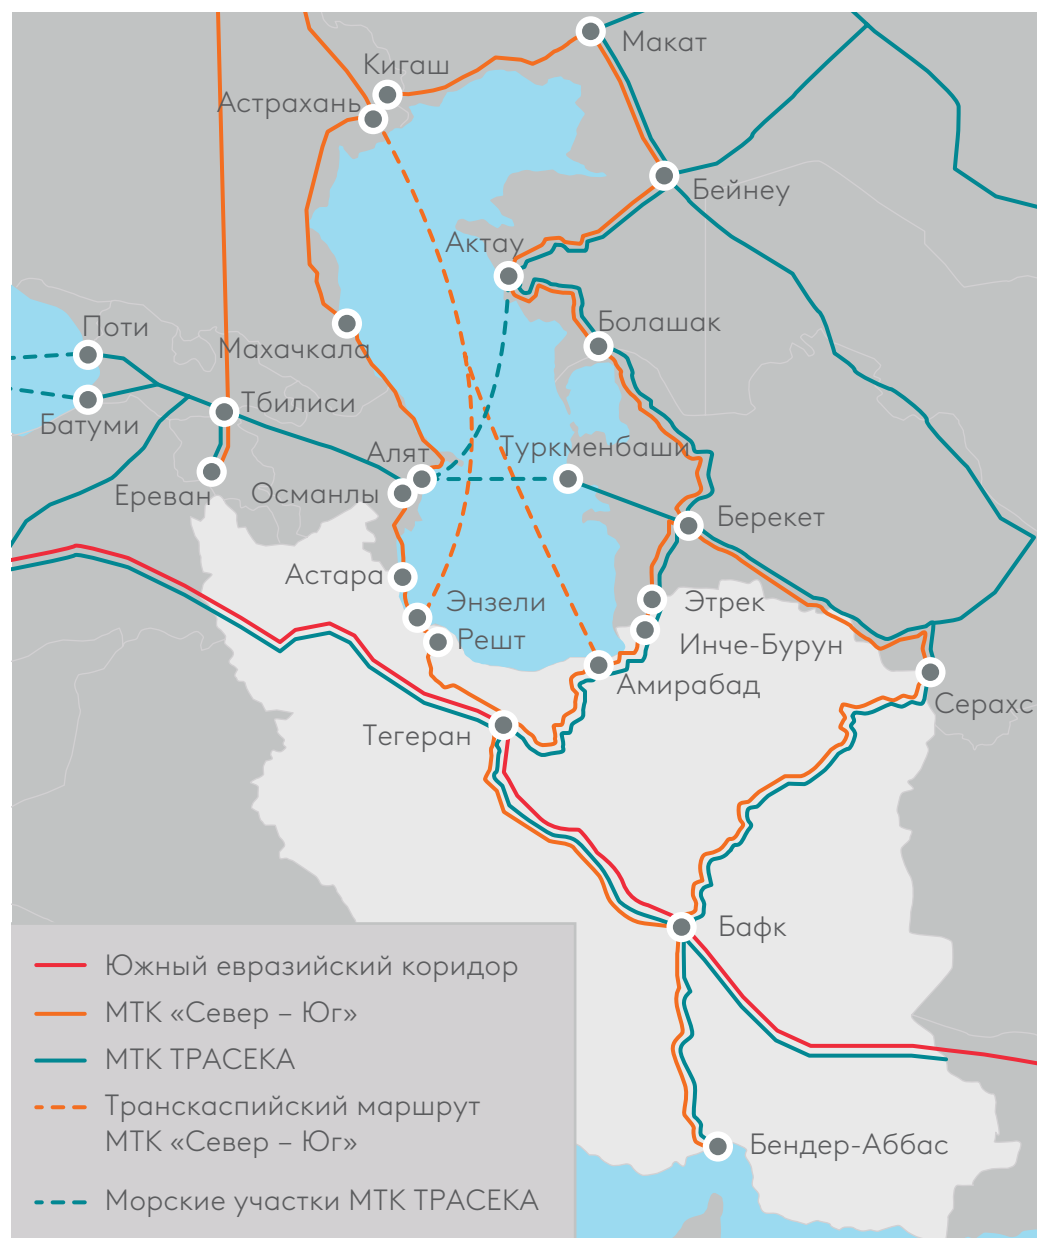 Макат
Кигаш
Астрахань
Бейнеу
Актау
Поти
Болашак
Махачкала
Тбилиси
Батуми
Алят
Туркменбаши
Ереван
Османлы
Берекет
Астара
Энзели
Этрек
Решт
Инче-Бурун
Амирабад
Серахс
Тегеран
Бафк
Южный евразийский коридор
МТК «Север – Юг»
МТК ТРАСЕКА
Транскаспийский маршрут
МТК «Север – Юг»
Бендер-Аббас
Морские участки МТК ТРАСЕКА